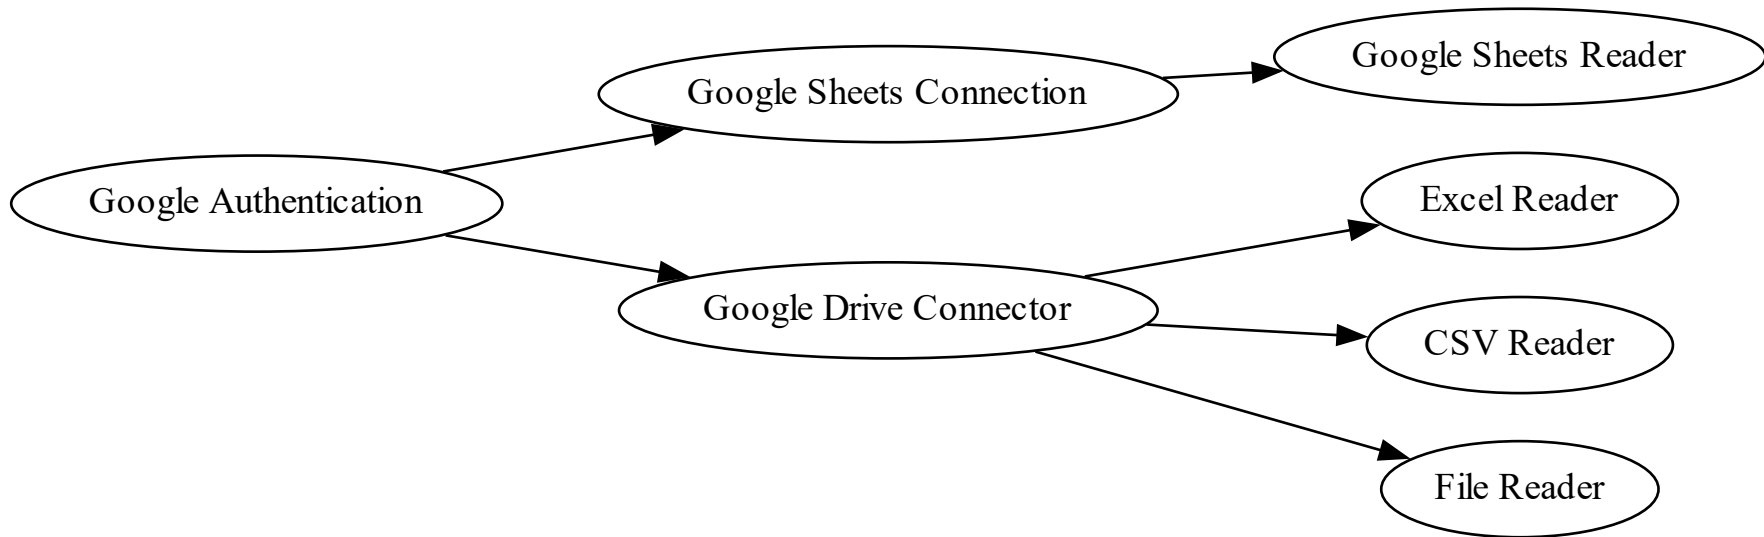 Google Authentication
Google Sheets Connection
Google Drive Connector
Google Sheets Reader
Excel Reader
CSV Reader
File Reader